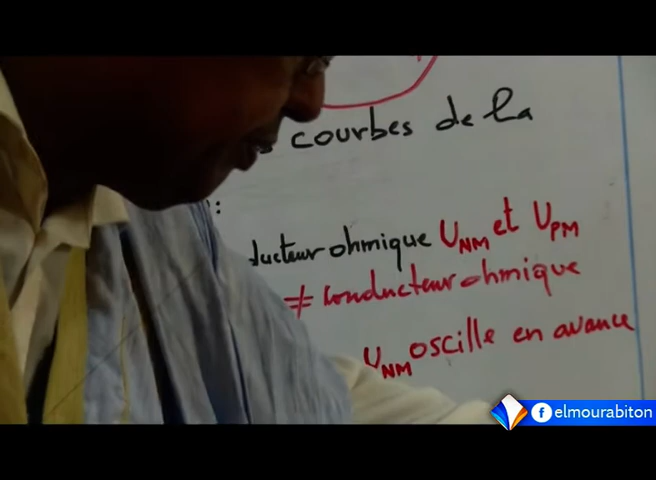 courbes de la
ducteur ohmique UNM et UPM
≠ conducteur ohmique
UNM oscille en avance
elmourabiton